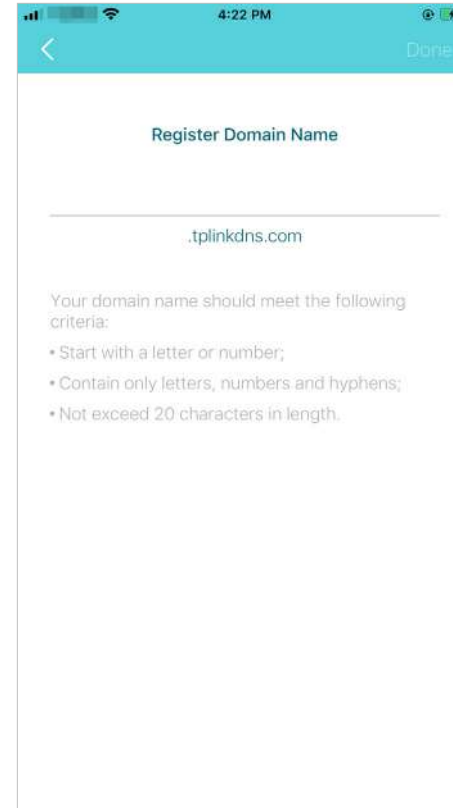 4:22 PM
Done
Register Domain Name
.tplinkdns.com
Your domain name should meet the following
criteria:
• Start with a letter or number;
• Contain only letters, numbers and hyphens;
• Not exceed 20 characters in length.